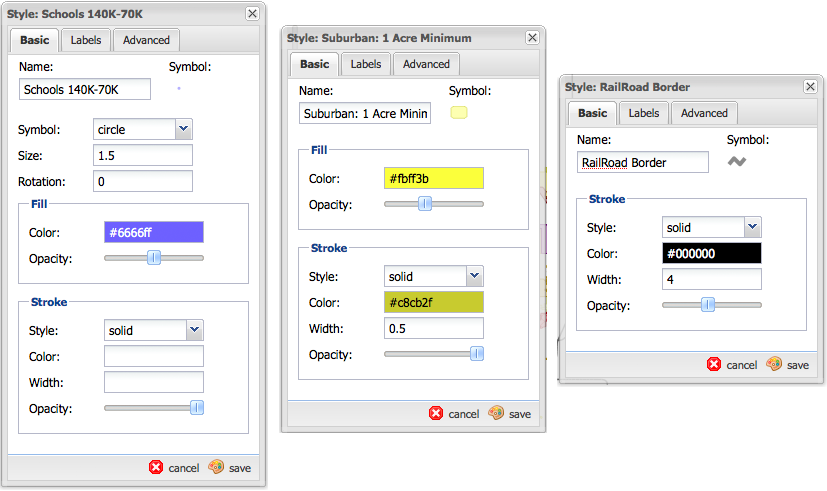 Style: Schools 140K-70K
Basic Labels Advanced
Name: Symbol:
Schools 140K-70K
Symbol: circle
Size: 1.5
Rotation: 0
Fill
Color: #6666ff
Opacity:
Stroke
Style: solid
Color:
Width:
Opacity:
cancel save
Style: Suburban: 1 Acre Minimum
Basic Labels Advanced
Name: Symbol:
Suburban: 1 Acre Minin
Fill
Color: #fbff3b
Opacity:
Stroke
Style: solid
Color: #c8cb2f
Width: 0.5
Opacity:
cancel save
Style: RailRoad Border
Basic Labels Advanced
Name: Symbol:
RailRoad Border
Stroke
Style: solid
Color: #000000
Width: 4
Opacity:
cancel save